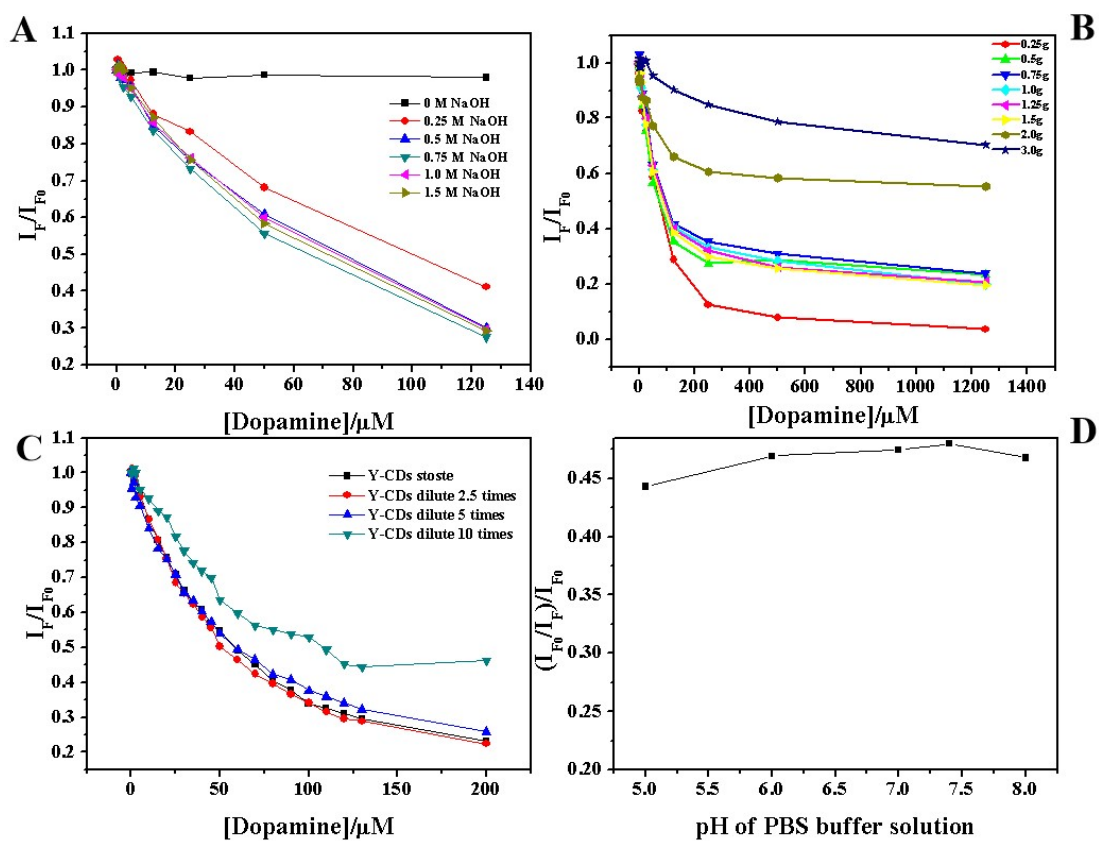 A
B
1.1
1.0
0.9
0.8
0.7
0.6
0.5
0.4
0.3
0.2
I_F/I_F0
0 M NaOH
0.25 M NaOH
0.5 M NaOH
0.75 M NaOH
1.0 M NaOH
1.5 M NaOH
0 20 40 60 80 100 120 140
[Dopamine]/μM
1.0
0.8
0.6
0.4
0.2
0.0
I_F/I_F0
0.25g
0.5g
0.75g
1.0g
1.25g
1.5g
2.0g
3.0g
0 200 400 600 800 1000 1200 1400
[Dopamine]/μM
C
D
1.1
1.0
0.9
0.8
0.7
0.6
0.5
0.4
0.3
0.2
I_F/I_F0
Y-CDs stoste
Y-CDs dilute 2.5 times
Y-CDs dilute 5 times
Y-CDs dilute 10 times
0 50 100 150 200
[Dopamine]/μM
0.45
0.40
0.35
0.30
0.25
0.20
(I_F0/I_F)/I_F0
5.0 5.5 6.0 6.5 7.0 7.5 8.0
pH of PBS buffer solution